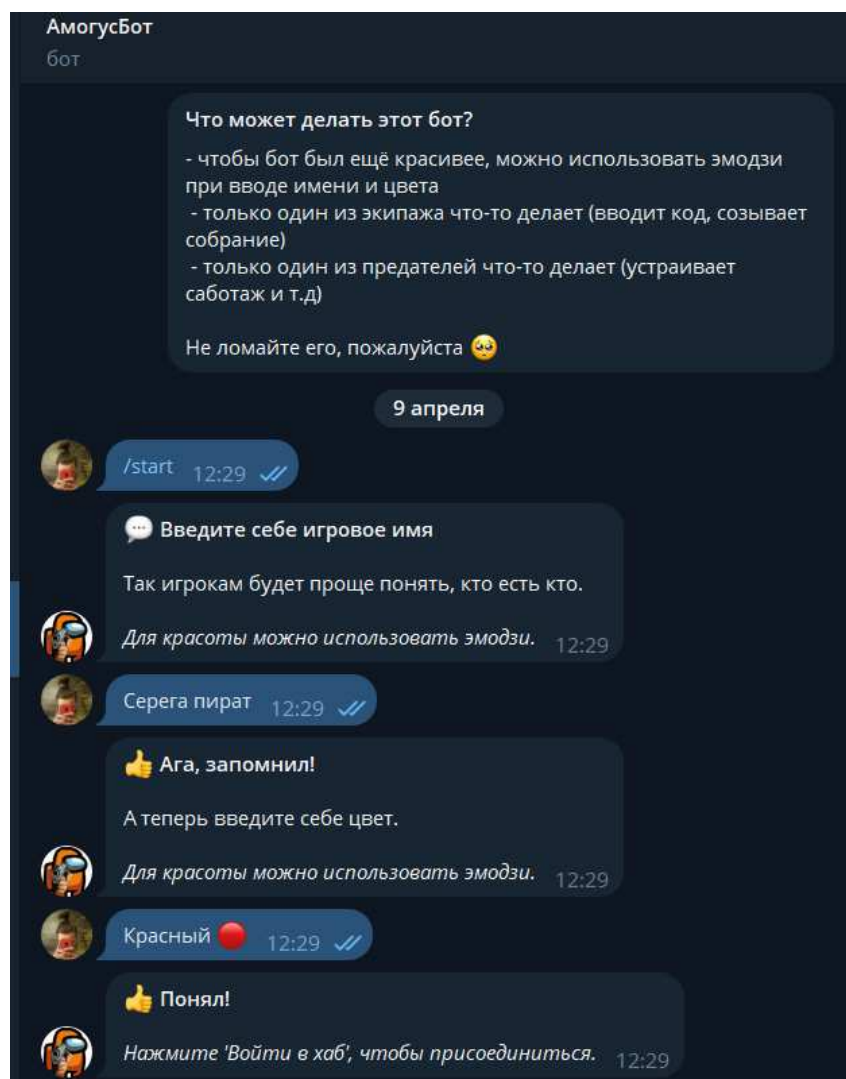 АмогусБот
бот
Что может делать этот бот?
- чтобы бот был ещё красивее, можно использовать эмодзи
при вводе имени и цвета
- только один из экипажа что-то делает (вводит код, созывает
собрание)
- только один из предателей что-то делает (устраивает
саботаж и т.д)
Не ломайте его, пожалуйста 🥺
9 апреля
/start 12:29
💬 Введите себе игровое имя
Так игрокам будет проще понять, кто есть кто.
Для красоты можно использовать эмодзи. 12:29
Серега пират 12:29
👍 Ага, запомнил!
А теперь введите себе цвет.
Для красоты можно использовать эмодзи. 12:29
Красный 🔴 12:29
👍 Понял!
Нажмите 'Войти в хаб', чтобы присоединиться. 12:29